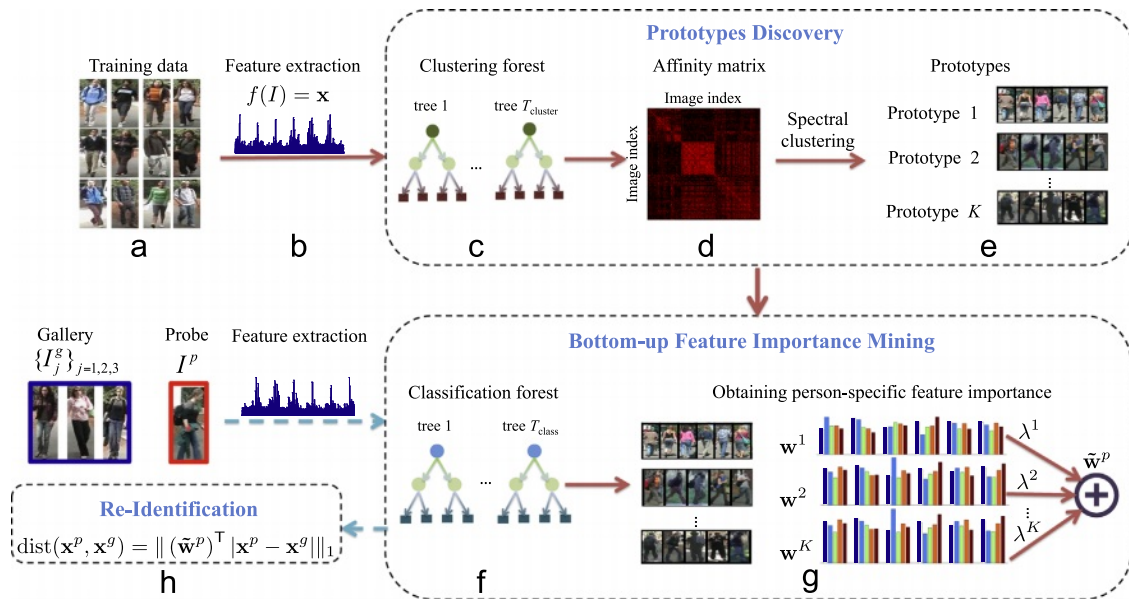 Prototypes Discovery
Training data
Feature extraction
f(I) = x
Clustering forest
tree 1
tree T_cluster
...
Affinity matrix
Image index
Image index
Spectral
clustering
Prototypes
Prototype 1
Prototype 2
...
Prototype K
a
b
c
d
e
Gallery
{I_j^g}_{j=1,2,3}
Probe
I^p
Feature extraction
Bottom-up Feature Importance Mining
Classification forest
tree 1
tree T_class
...
...
Obtaining person-specific feature importance
w^1
λ^1
w^2
λ^2
...
w^K
λ^K
w̃^p
+
Re-Identification
dist(x^p, x^g) = ‖ (w̃^p)^⊤ |x^p − x^g| ‖_1
h
f
g